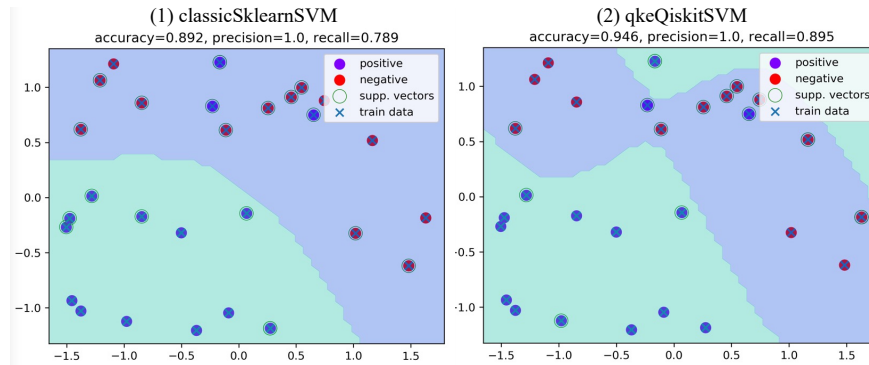 (1) classicSklearnSVM
accuracy=0.892, precision=1.0, recall=0.789
positive
negative
supp. vectors
train data
1.0
0.5
0.0
−0.5
−1.0
−1.5 −1.0 −0.5 0.0 0.5 1.0 1.5
(2) qkeQiskitSVM
accuracy=0.946, precision=1.0, recall=0.895
positive
negative
supp. vectors
train data
1.0
0.5
0.0
−0.5
−1.0
−1.5 −1.0 −0.5 0.0 0.5 1.0 1.5